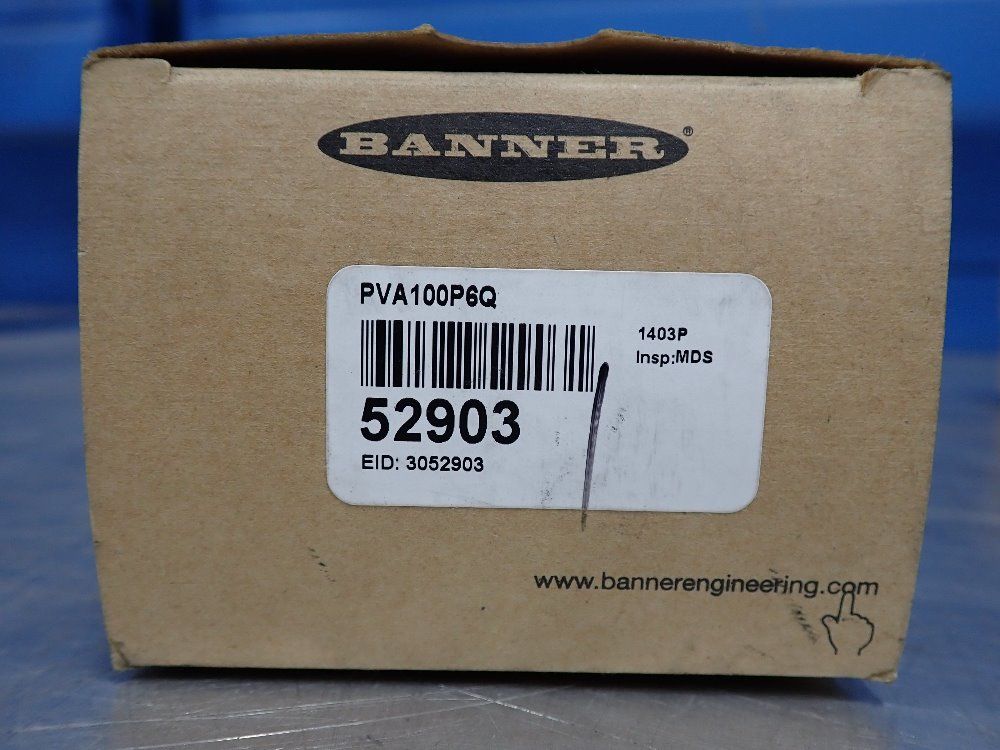 BANNER®
PVA100P6Q
1403P
Insp:MDS
52903
EID: 3052903
www.bannerengineering.com